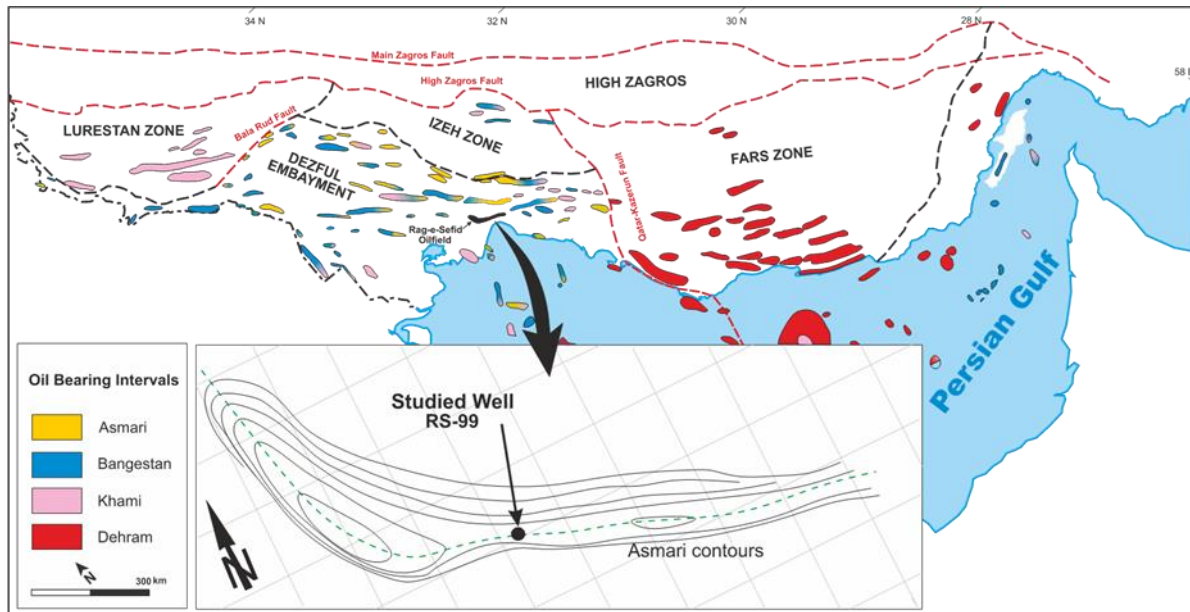 34 N
32 N
30 N
28 N
58
Main Zagros Fault
High Zagros Fault
HIGH ZAGROS
LURESTAN ZONE
Bala Rud Fault
IZEH ZONE
DEZFUL
EMBAYMENT
FARS ZONE
Qatar-Kazerun Fault
Rag-e-Sefid
Oilfield
Persian Gulf
Oil Bearing Intervals
Asmari
Bangestan
Khami
Dehram
N
300 km
Studied Well
RS-99
Asmari contours
N